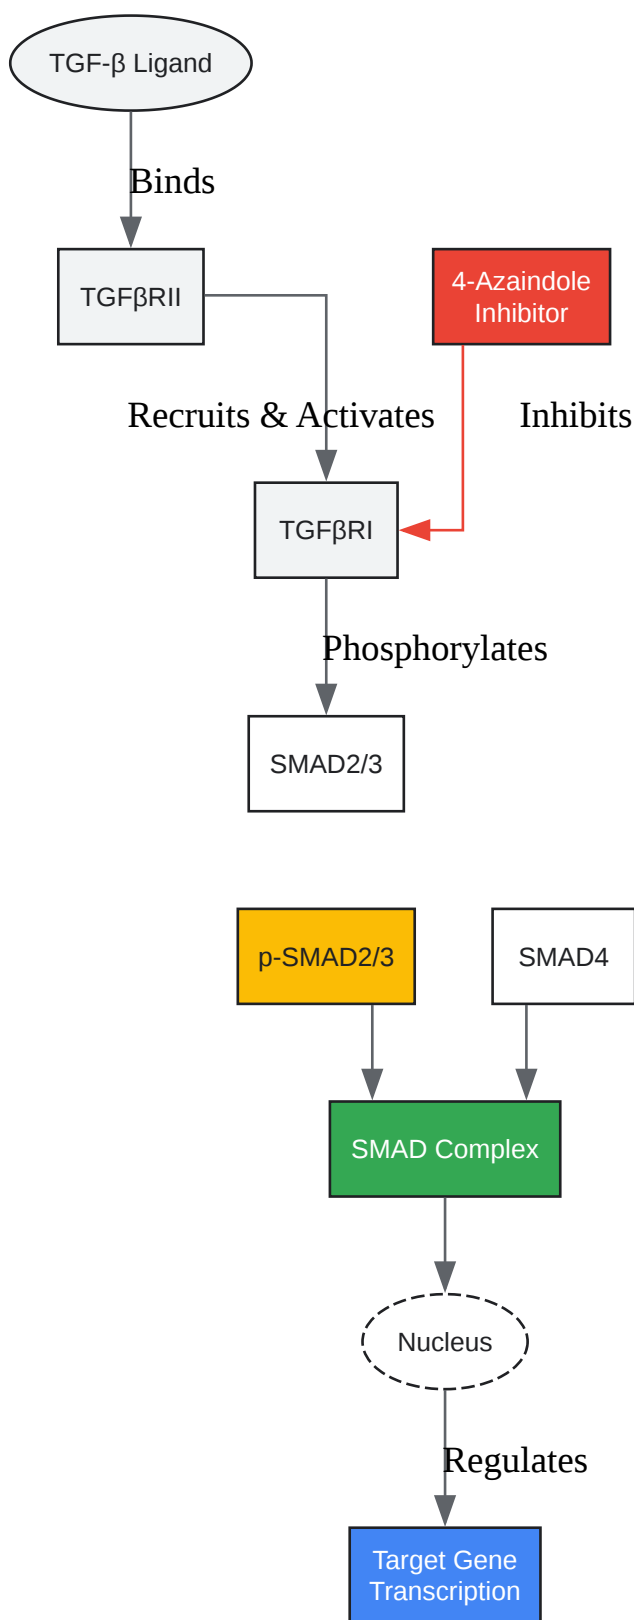 TGF-β Ligand
Binds
TGFβRII
4-Azaindole
Inhibitor
Recruits & Activates
Inhibits
TGFβRI
Phosphorylates
SMAD2/3
p-SMAD2/3
SMAD4
SMAD Complex
Nucleus
Regulates
Target Gene
Transcription